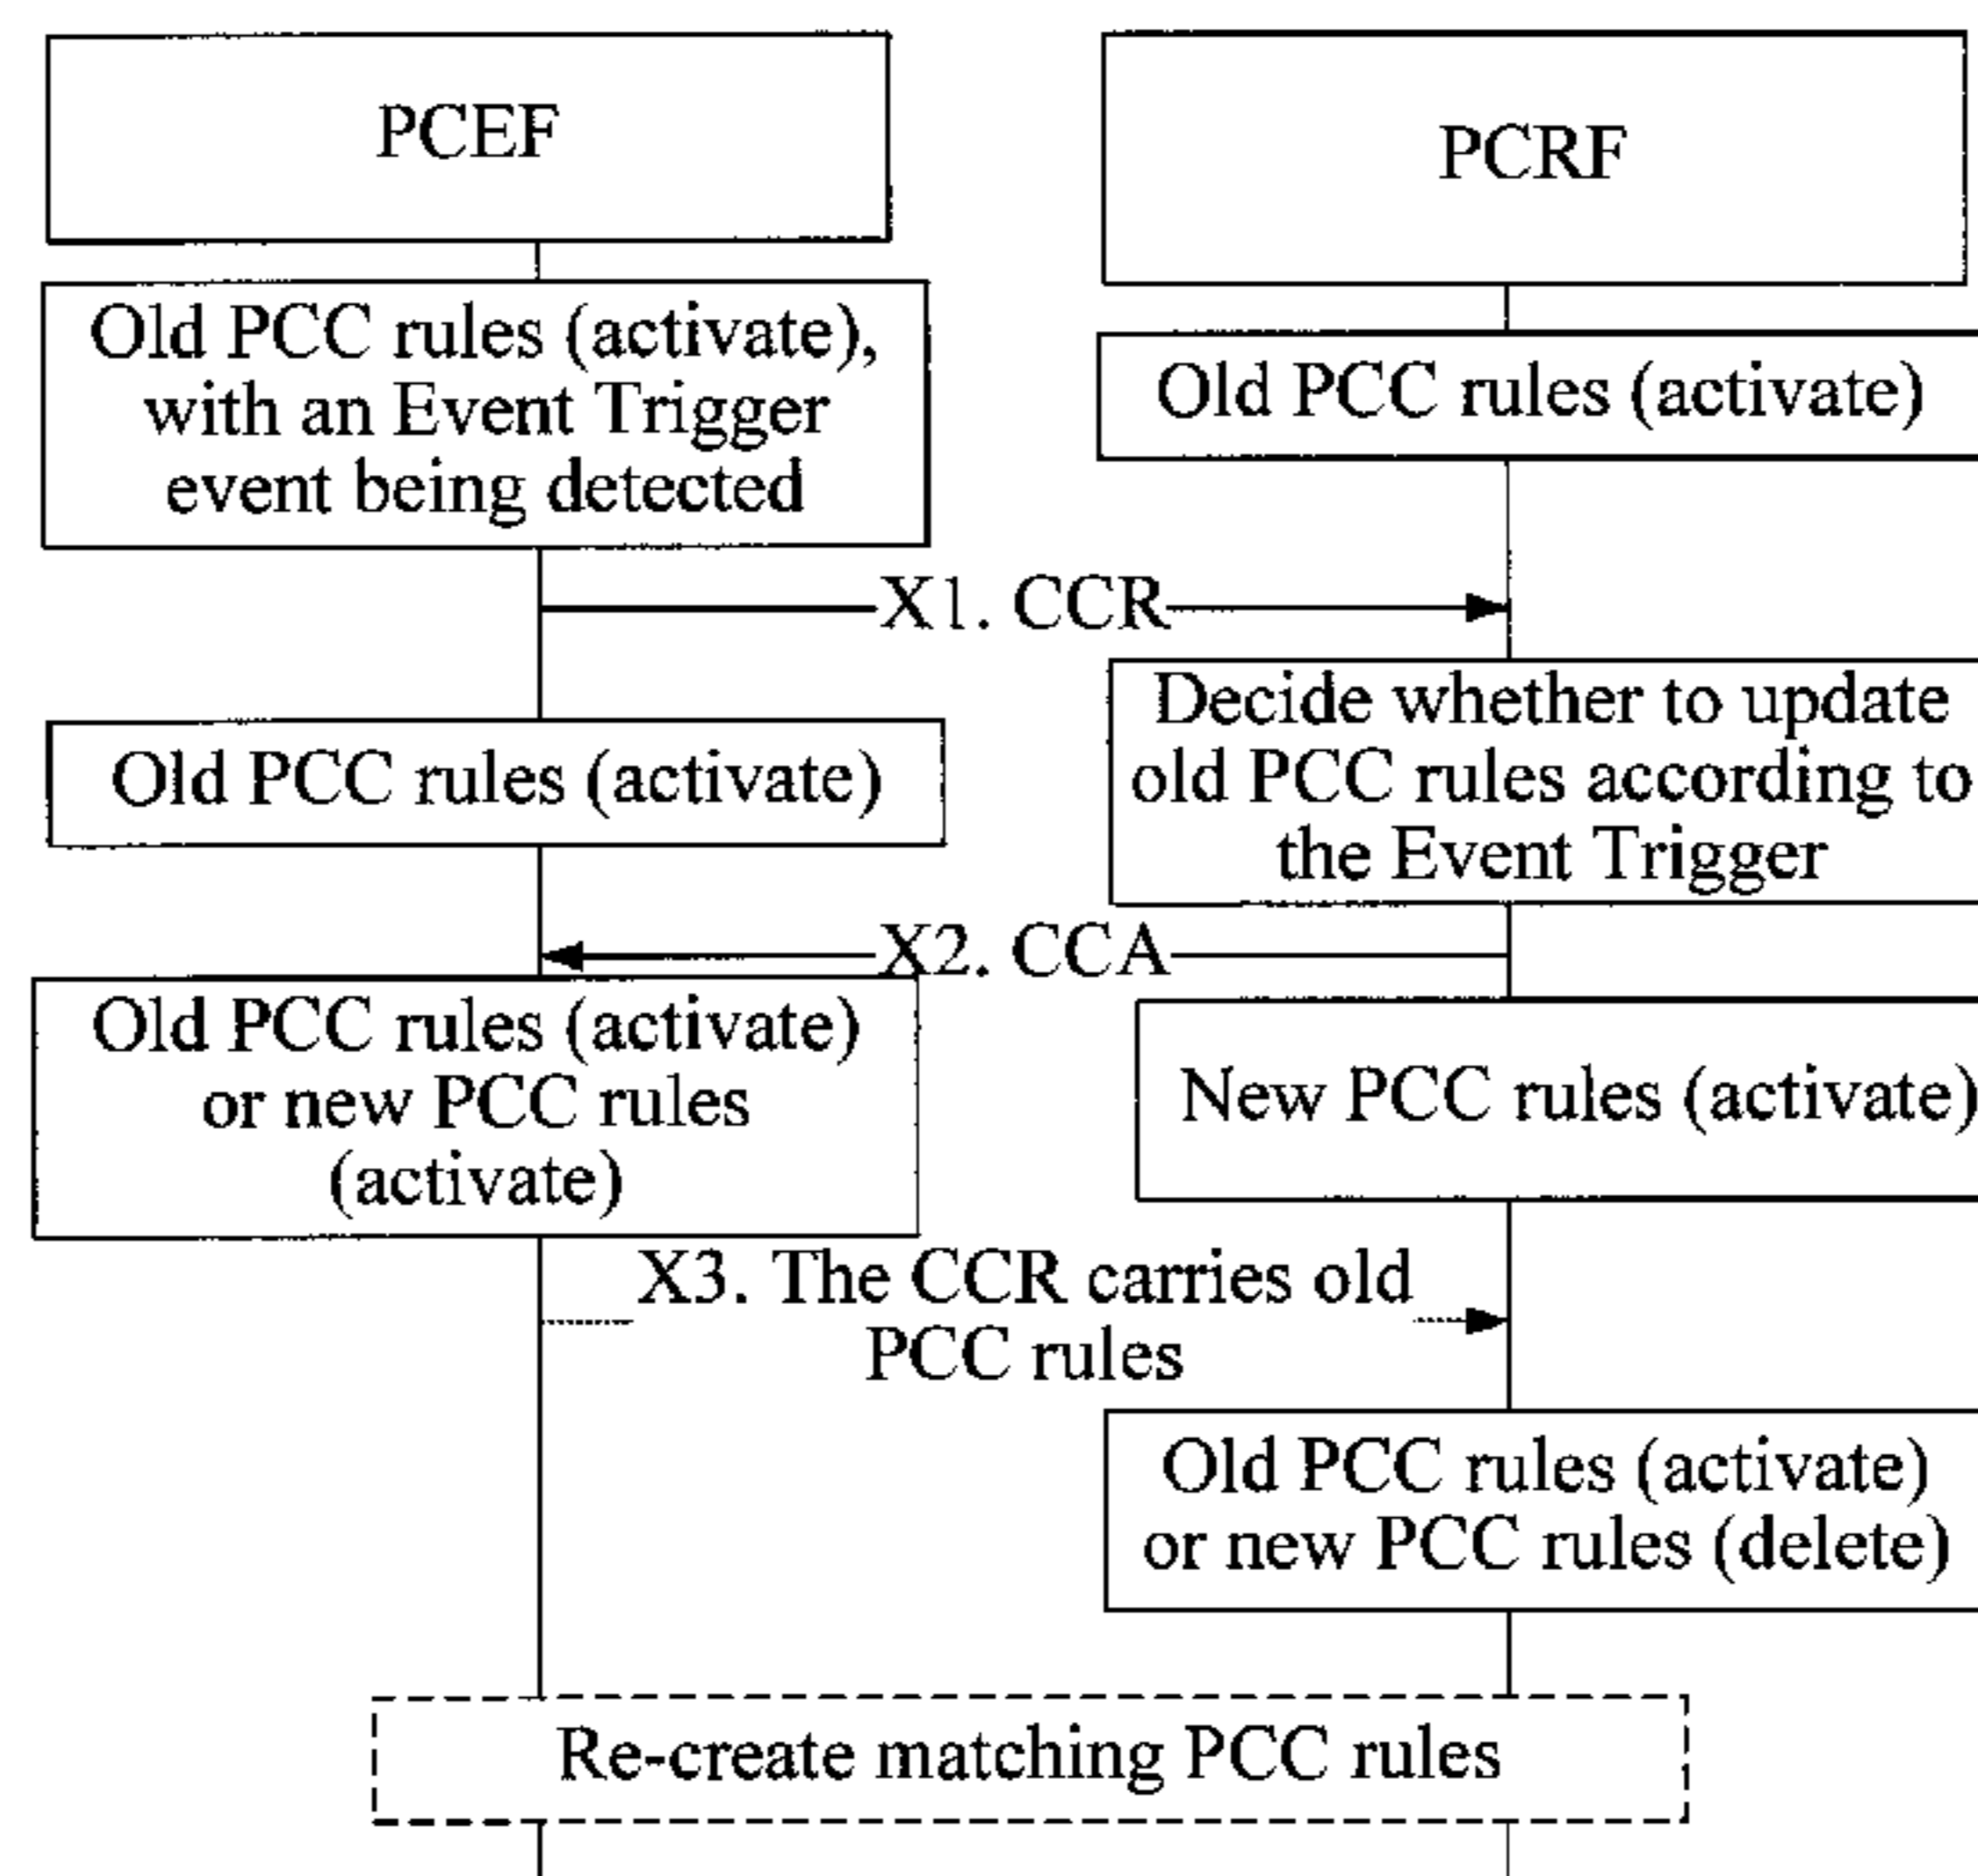 PCEF
PCRF
Old PCC rules (activate),
with an Event Trigger
event being detected
Old PCC rules (activate)
X1. CCR
Old PCC rules (activate)
Decide whether to update
old PCC rules according to
the Event Trigger
X2. CCA
Old PCC rules (activate)
or new PCC rules
(activate)
New PCC rules (activate)
X3. The CCR carries old
PCC rules
Old PCC rules (activate)
or new PCC rules (delete)
Re-create matching PCC rules